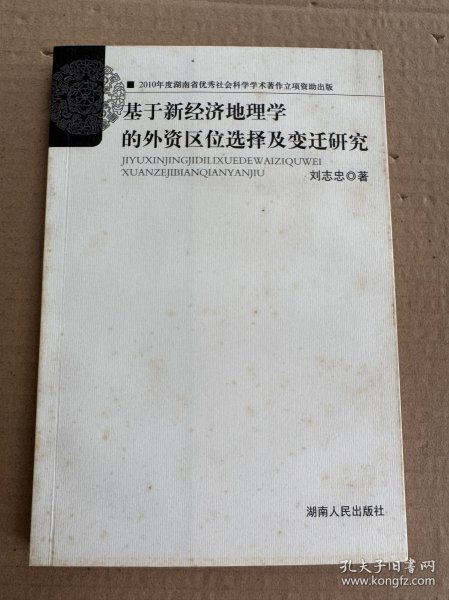 ■ 2010年度湖南省优秀社会科学学术著作立项资助出版
基于新经济地理学
的外资区位选择及变迁研究
JIYUXINJINGJIDILIXUEDEWAIZIQUWEI
XUANZEJIBIANQIANYANJIU
刘志忠◎著
湖南人民出版社
孔夫子旧书网
www.kongfz.com